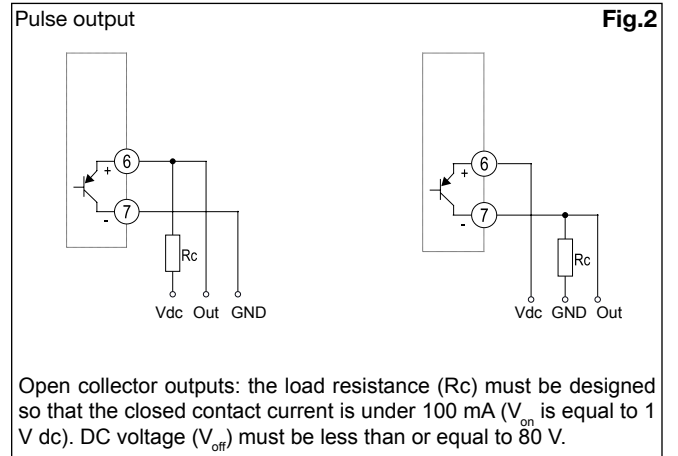 Pulse output Fig.2
6
+
-
7
Rc
Vdc Out GND
6
+
-
7
Rc
Vdc GND Out
Open collector outputs: the load resistance (Rc) must be designed
so that the closed contact current is under 100 mA (Von is equal to 1
V dc). DC voltage (Voff) must be less than or equal to 80 V.